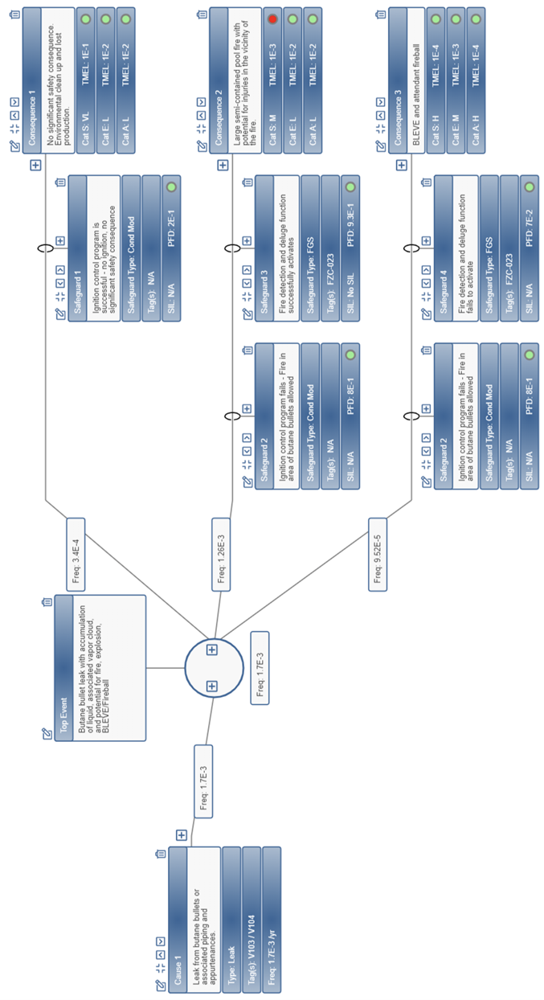 Cause 1
Leak from butane bullets or
associated piping and
appurtenances.
Type: Leak
Tag(s): V103 / V104
Freq: 1.7E-3 /yr
Freq: 1.7E-3
Top Event
Butane bullet leak with accumulation
of liquid, associated vapor cloud,
and potential for fire, explosion,
BLEVE/Fireball
Freq: 1.7E-3
Freq: 3.4E-4
Safeguard 1
Ignition control program is
successful - no ignition, no
significant safety consequence
Safeguard Type: Cond Mod
Tag(s): N/A
SIL: N/A PFD: 2E-1
Consequence 1
No significant safety consequence.
Environmental clean up and lost
production.
Cat S: VL TMEL: 1E-1
Cat E: L TMEL: 1E-2
Cat A: L TMEL: 1E-2
Freq: 1.26E-3
Safeguard 2
Ignition control program fails - Fire in
area of butane bullets allowed
Safeguard Type: Cond Mod
Tag(s): N/A
SIL: N/A PFD: 8E-1
Safeguard 3
Fire detection and deluge function
successfully activates
Safeguard Type: FGS
Tag(s): FZC-023
SIL: No SIL PFD: 9.3E-1
Consequence 2
Large semi-contained pool fire with
potential for injuries in the vicinity of
the fire.
Cat S: M TMEL: 1E-3
Cat E: L TMEL: 1E-2
Cat A: L TMEL: 1E-2
Freq: 9.52E-5
Safeguard 2
Ignition control program fails - Fire in
area of butane bullets allowed
Safeguard Type: Cond Mod
Tag(s): N/A
SIL: N/A PFD: 8E-1
Safeguard 4
Fire detection and deluge function
fails to activate
Safeguard Type: FGS
Tag(s): FZC-023
SIL: N/A PFD: 7E-2
Consequence 3
BLEVE and attendant fireball
Cat S: H TMEL: 1E-4
Cat E: M TMEL: 1E-3
Cat A: H TMEL: 1E-4